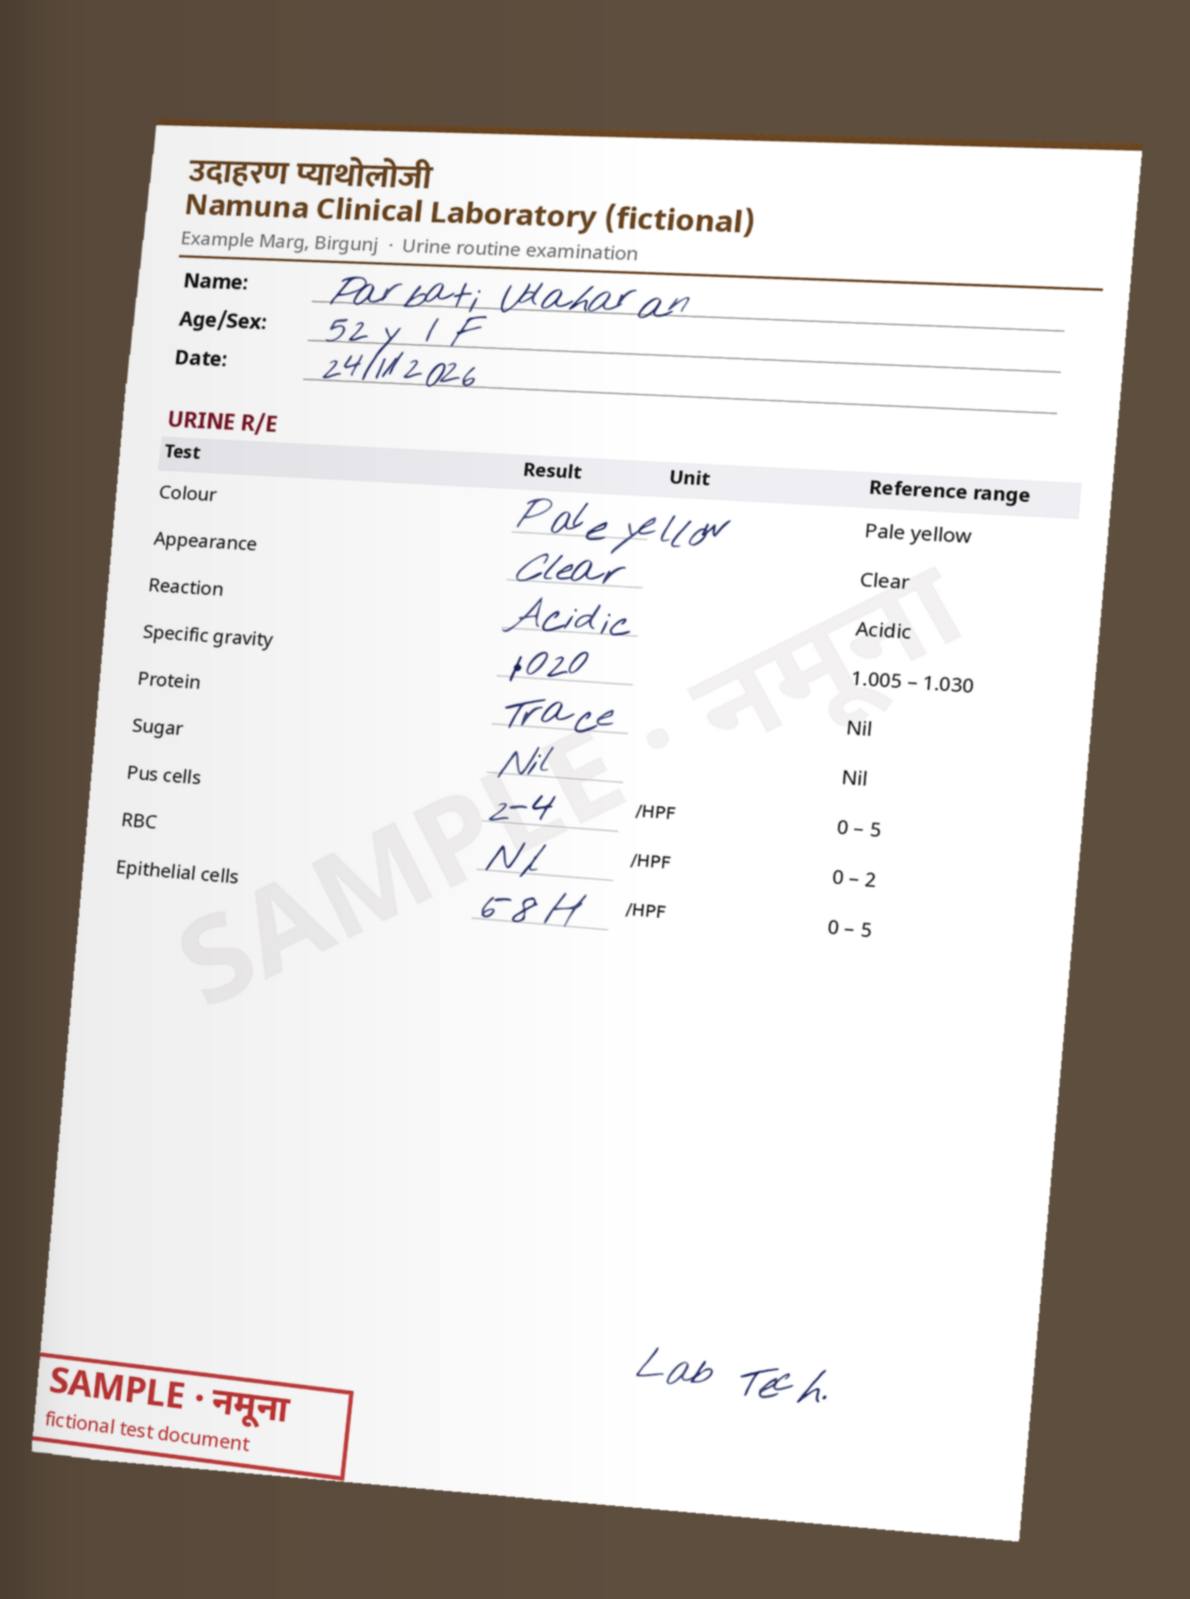 उदाहरण प्याथोलोजी
Namuna Clinical Laboratory (fictional)
Example Marg, Birgunj · Urine routine examination
Name: Parbati Udaharan
Age/Sex: 52 y / F
Date: 24/11/2026
URINE R/E
Test Result Unit Reference range
Colour Pale yellow Pale yellow
Appearance Clear Clear
Reaction Acidic Acidic
Specific gravity 1.020 1.005 – 1.030
Protein Trace Nil
Sugar Nil Nil
Pus cells 2-4 /HPF 0 – 5
RBC Nil /HPF 0 – 2
Epithelial cells 8 H /HPF 0 – 5
SAMPLE · नमूना
Lab Tech.
SAMPLE · नमूना
fictional test document